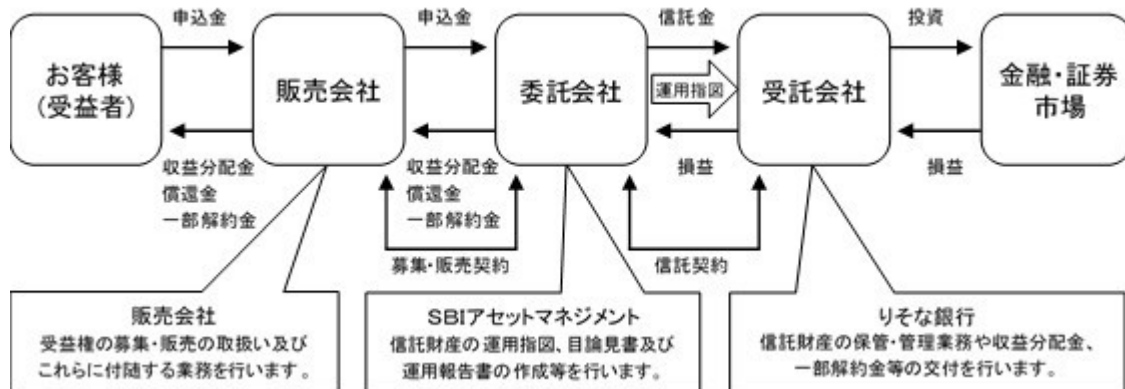 申込金
申込金
信託金
投資
お客様
(受益者)
販売会社
委託会社
運用指図
受託会社
金融・証券
市場
収益分配金
償還金
一部解約金
収益分配金
償還金
一部解約金
損益
損益
募集・販売契約
信託契約
販売会社
受益権の募集・販売の取扱い及び
これらに付随する業務を行います。
SBIアセットマネジメント
信託財産の運用指図、目論見書及び
運用報告書の作成等を行います。
りそな銀行
信託財産の保管・管理業務や収益分配金、
一部解約金等の交付を行います。